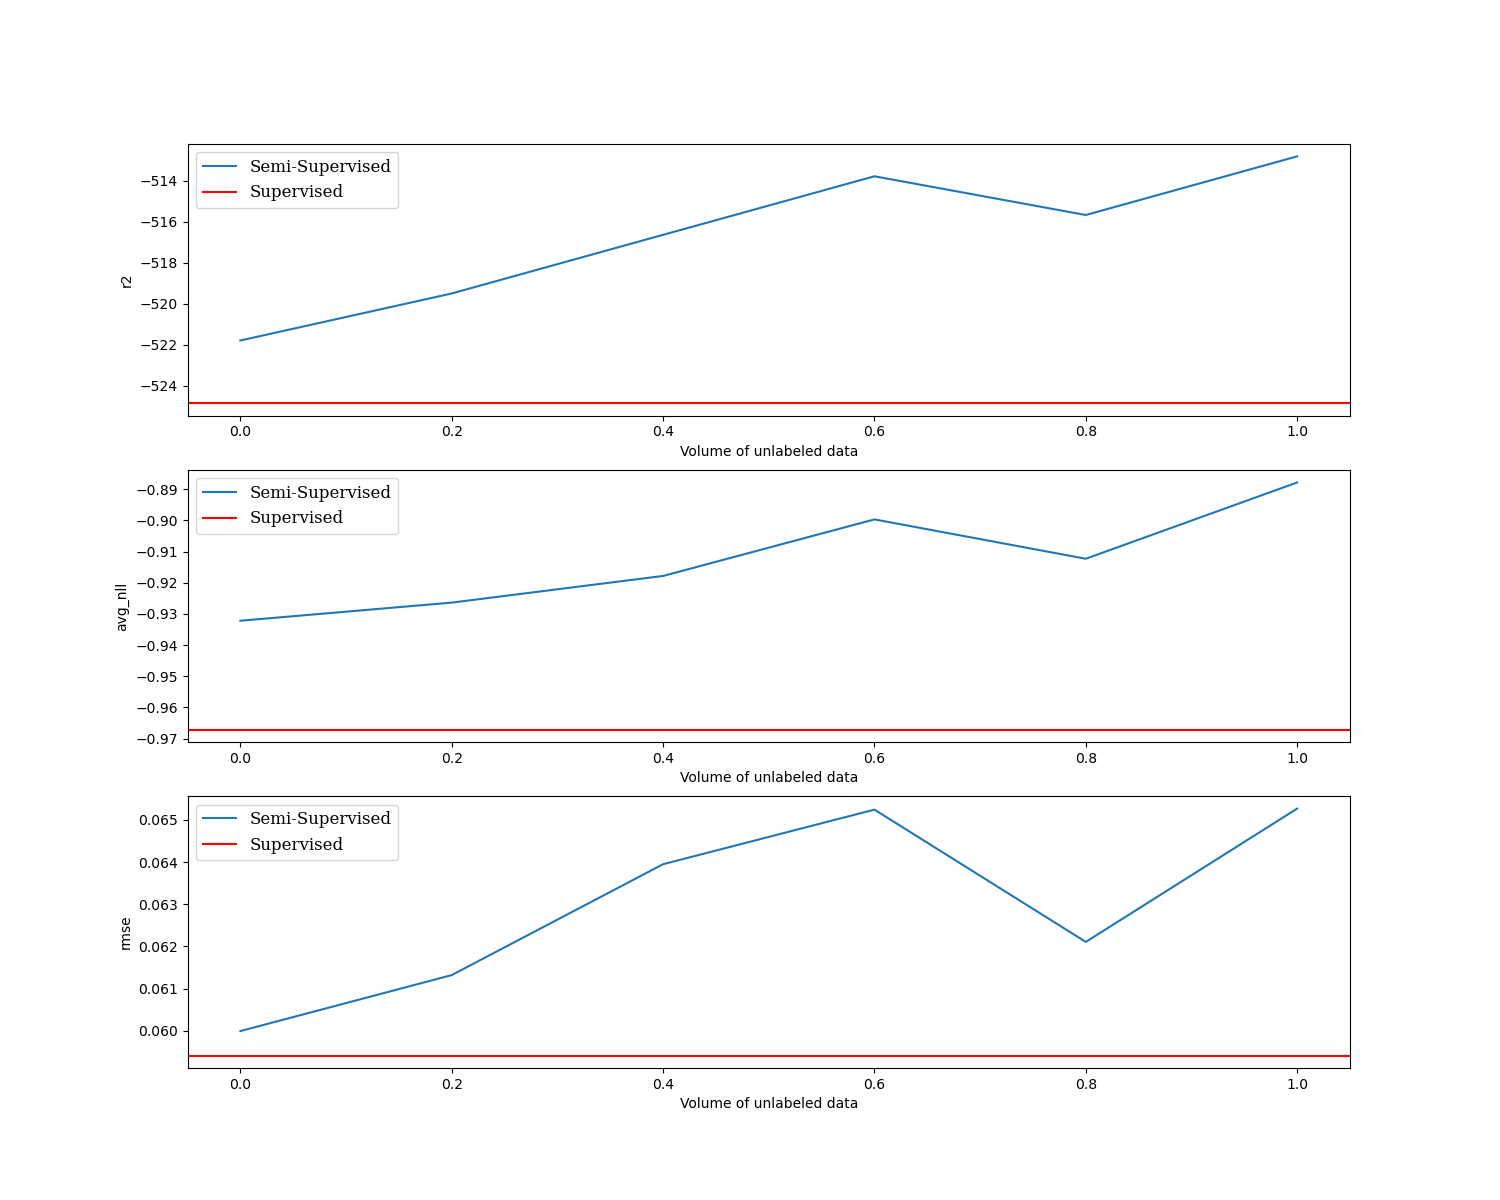 Semi-Supervised
Supervised
r2
−514
−516
−518
−520
−522
−524
0.0 0.2 0.4 0.6 0.8 1.0
Volume of unlabeled data
Semi-Supervised
Supervised
avg_nll
−0.89
−0.90
−0.91
−0.92
−0.93
−0.94
−0.95
−0.96
−0.97
0.0 0.2 0.4 0.6 0.8 1.0
Volume of unlabeled data
Semi-Supervised
Supervised
rmse
0.065
0.064
0.063
0.062
0.061
0.060
0.0 0.2 0.4 0.6 0.8 1.0
Volume of unlabeled data